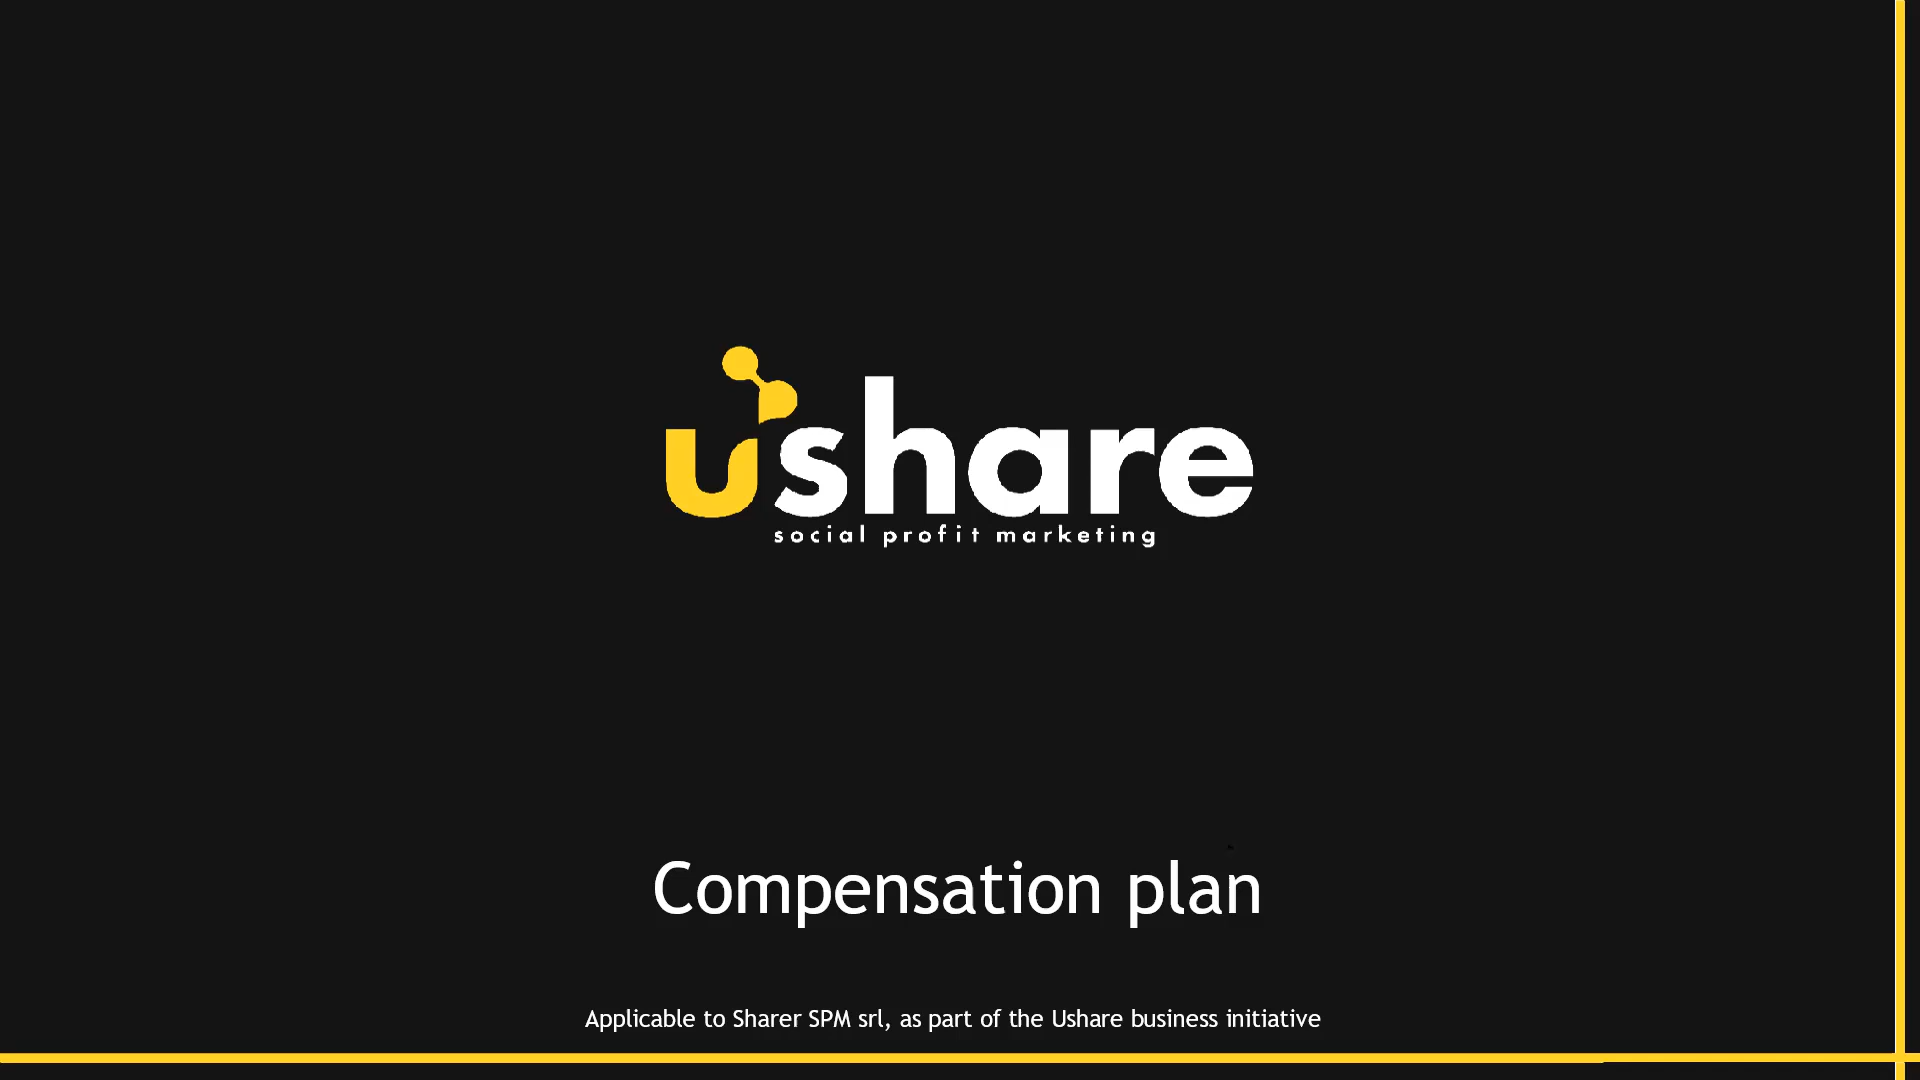 ushare
social profit marketing
Compensation plan
Applicable to Sharer SPM srl, as part of the Ushare business initiative